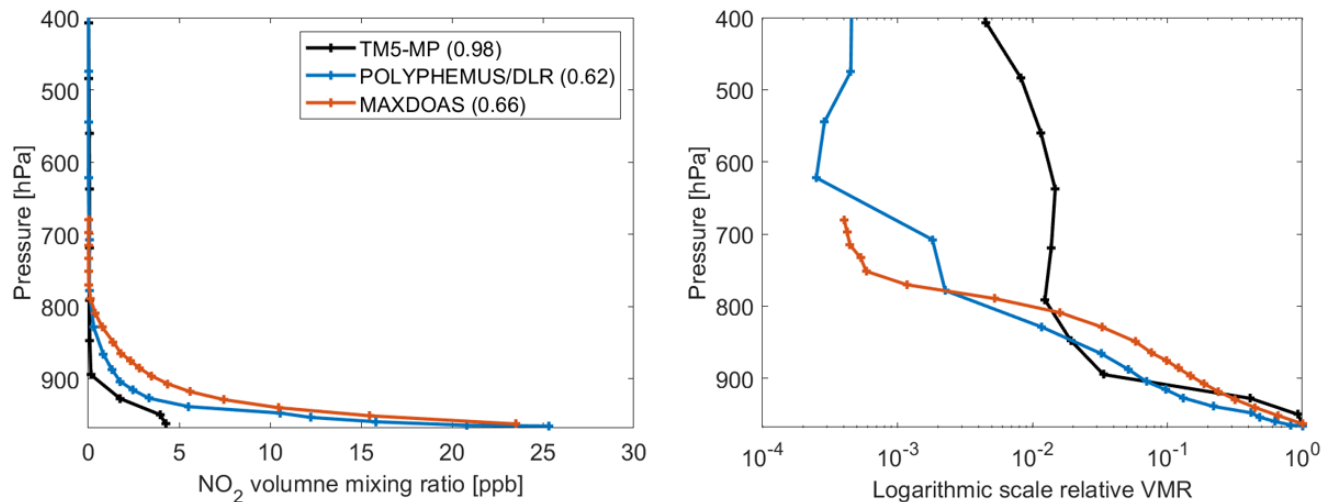 400
500
600
700
800
900
Pressure [hPa]
TM5-MP (0.98)
POLYPHEMUS/DLR (0.62)
MAXDOAS (0.66)
0 5 10 15 20 25 30
NO₂ volumne mixing ratio [ppb]
400
500
600
700
800
900
Pressure [hPa]
10⁻⁴ 10⁻³ 10⁻² 10⁻¹ 10⁰
Logarithmic scale relative VMR